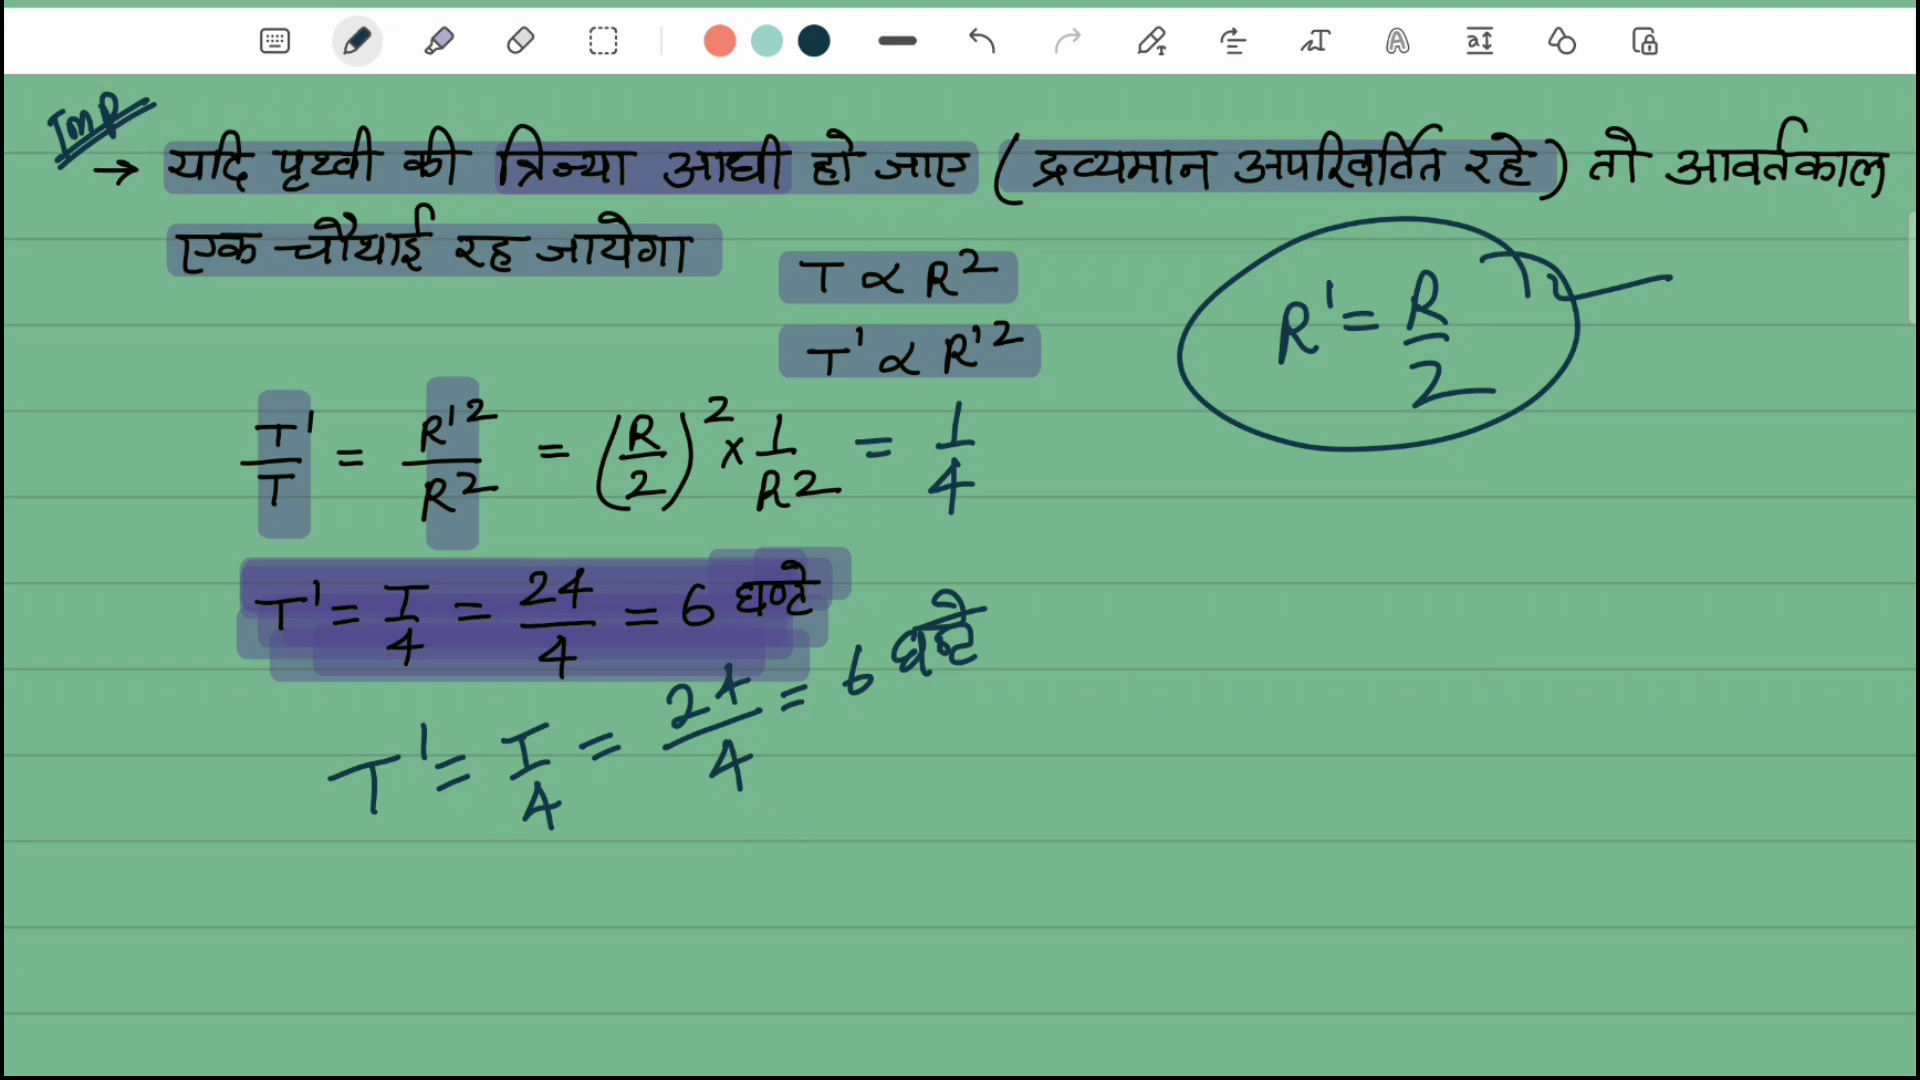 Imp
→ यदि पृथ्वी की त्रिज्या आधी हो जाए (द्रव्यमान अपरिवर्तित रहे) तो आवर्तकाल
एक-चौथाई रह जायेगा
T ∝ R²
T' ∝ R'²
R' = R/2
T'/T = R'²/R² = (R/2)² × 1/R² = 1/4
T' = T/4 = 24/4 = 6 घण्टे
T' = T/4 = 24/4 = 6 घण्टे